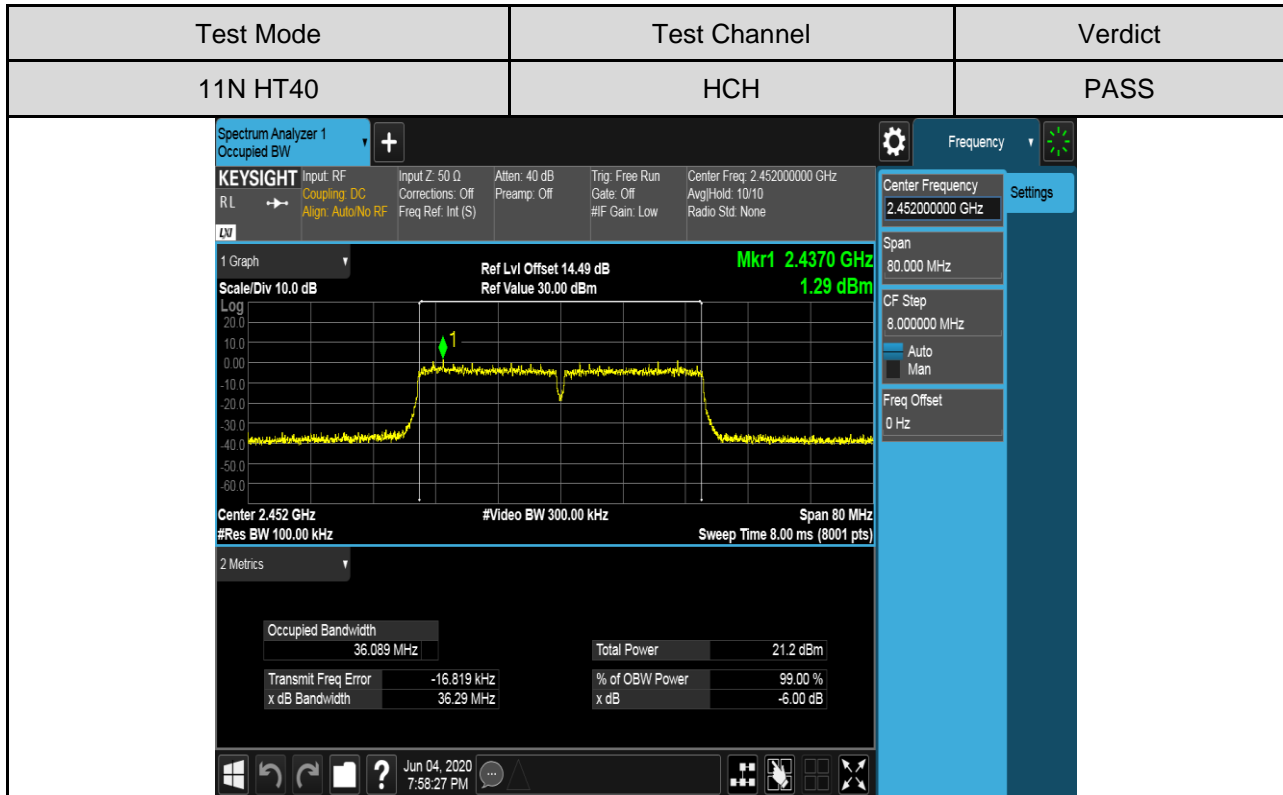 Test Mode Test Channel Verdict
11N HT40 HCH PASS
Spectrum Analyzer 1
Occupied BW
+
Frequency
KEYSIGHT
RL
LXI
Input: RF
Coupling: DC
Align: Auto/No RF
Input Z: 50 Ω
Corrections: Off
Freq Ref: Int (S)
Atten: 40 dB
Preamp: Off
Trig: Free Run
Gate: Off
#IF Gain: Low
Center Freq: 2.452000000 GHz
Avg|Hold: 10/10
Radio Std: None
Center Frequency
2.452000000 GHz
Settings
Span
80.000 MHz
CF Step
8.000000 MHz
Auto
Man
Freq Offset
0 Hz
1 Graph
Scale/Div 10.0 dB
Ref Lvl Offset 14.49 dB
Ref Value 30.00 dBm
Mkr1 2.4370 GHz
1.29 dBm
Log
20.0
10.0
0.00
-10.0
-20.0
-30.0
-40.0
-50.0
-60.0
1
Center 2.452 GHz #Video BW 300.00 kHz Span 80 MHz
#Res BW 100.00 kHz Sweep Time 8.00 ms (8001 pts)
2 Metrics
Occupied Bandwidth
36.089 MHz Total Power 21.2 dBm
Transmit Freq Error -16.819 kHz % of OBW Power 99.00 %
x dB Bandwidth 36.29 MHz x dB -6.00 dB
?
Jun 04, 2020
7:58:27 PM